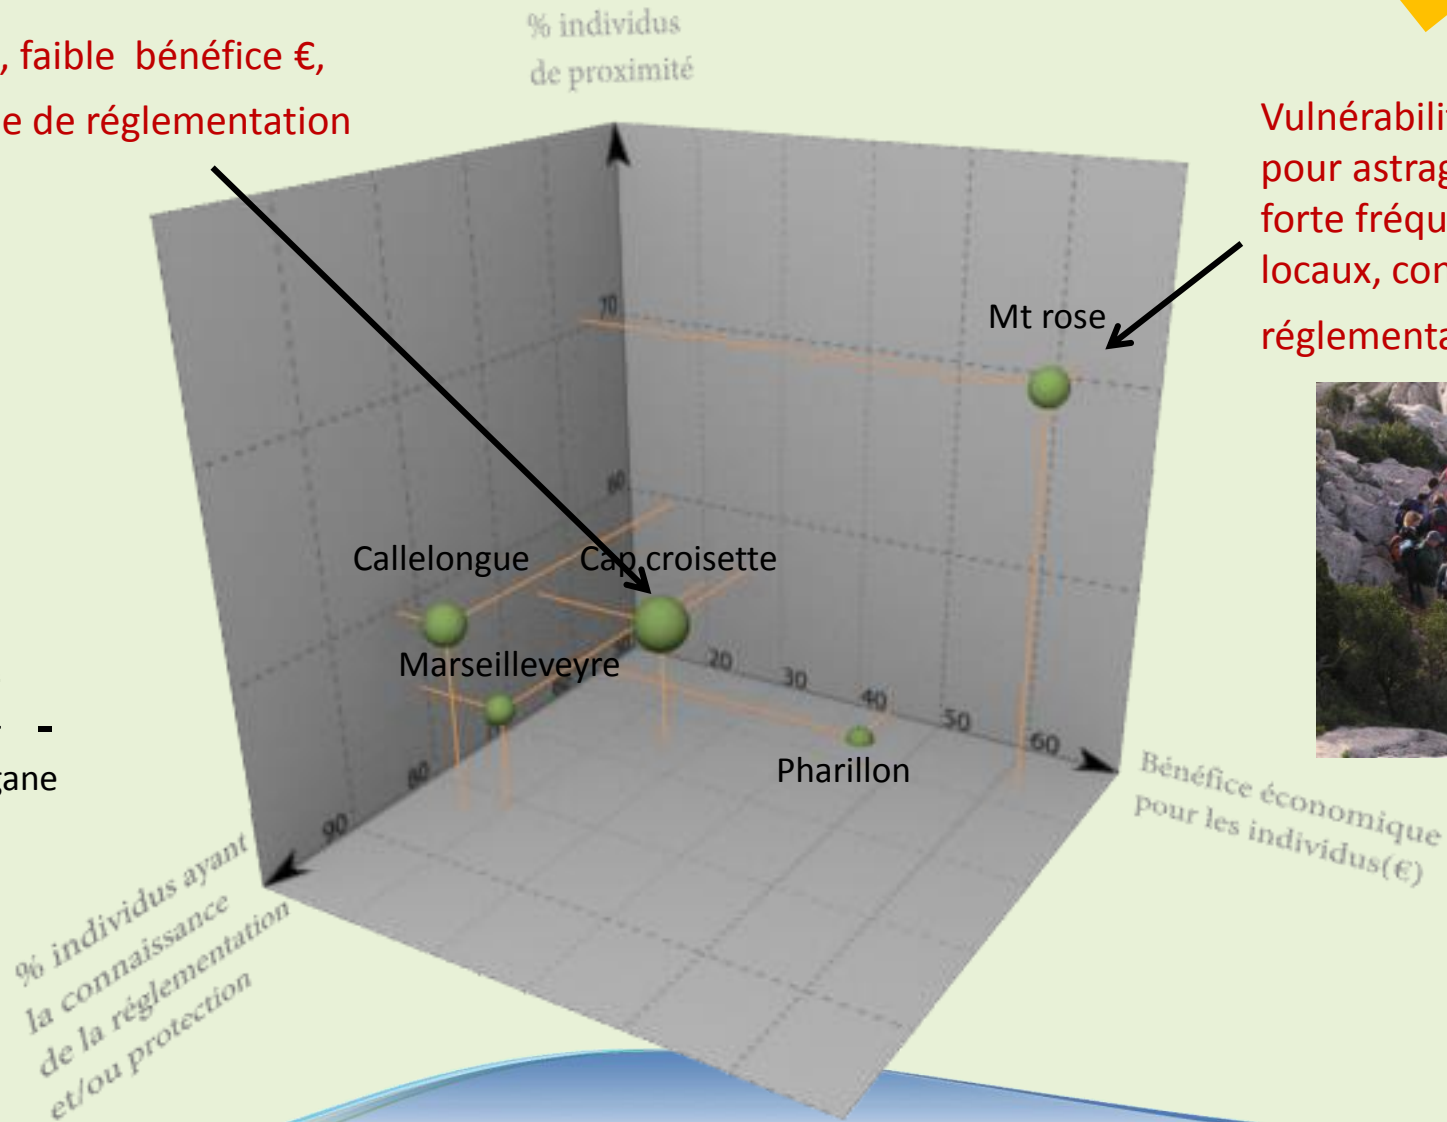 % individus
de proximité
, faible bénéfice €,
e de réglementation
Vulnérabili
pour astrag
forte fréqu
locaux, con
réglementa
70
60
Mt rose
Callelongue
Cap croisette
Marseilleveyre
Pharillon
20
30
40
50
60
80
90
-
gane
Bénéfice économique
pour les individus(€)
% individus ayant
la connaissance
de la réglementation
et/ou protection